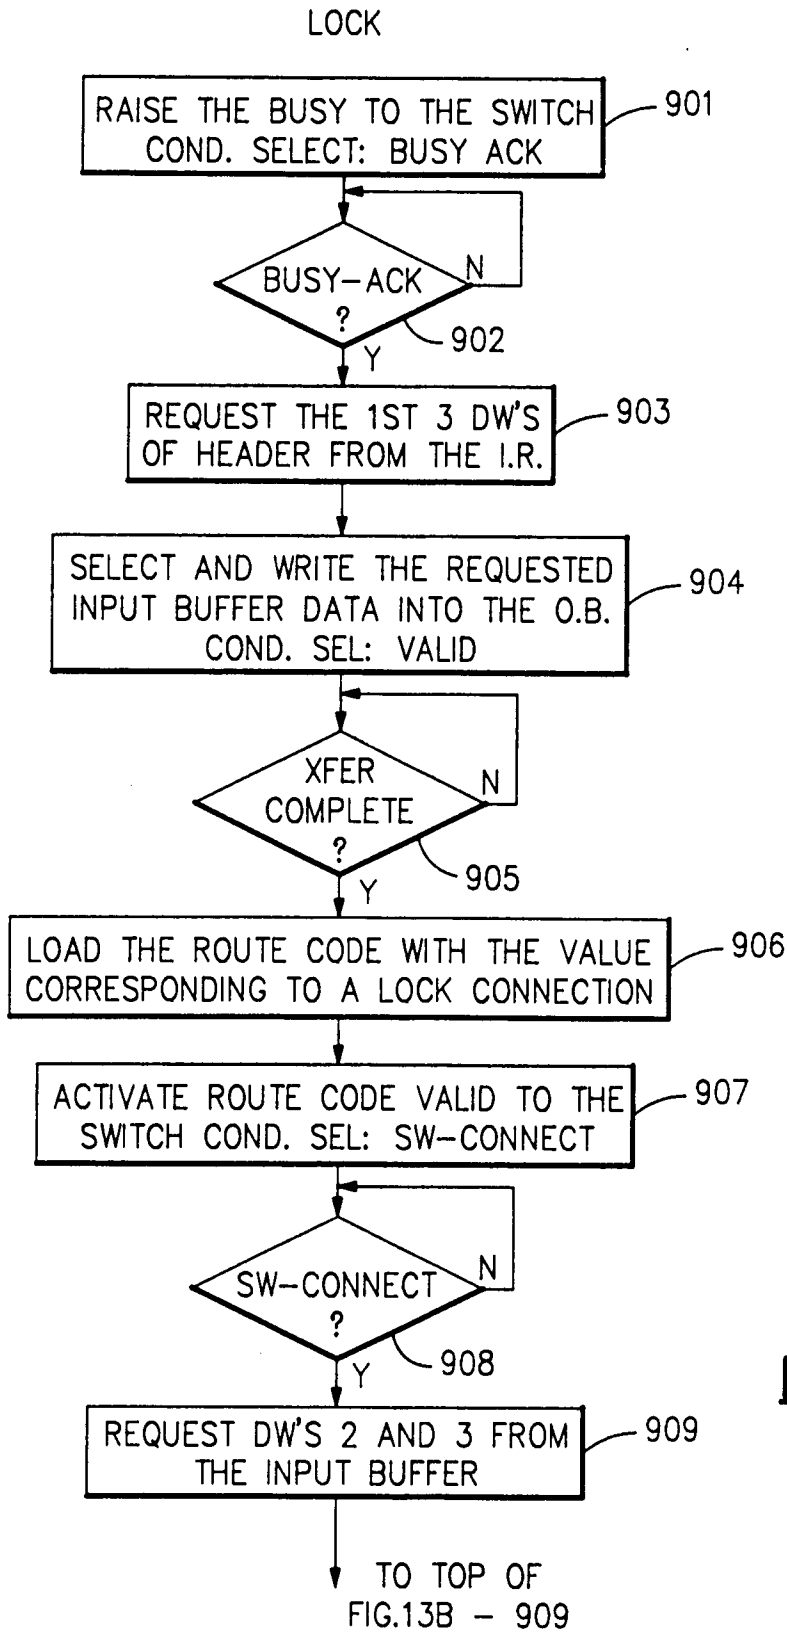 LOCK
RAISE THE BUSY TO THE SWITCH
COND. SELECT: BUSY ACK
901
BUSY-ACK
?
N
902
Y
REQUEST THE 1ST 3 DW'S
OF HEADER FROM THE I.R.
903
SELECT AND WRITE THE REQUESTED
INPUT BUFFER DATA INTO THE O.B.
COND. SEL: VALID
904
XFER
COMPLETE
?
N
905
Y
LOAD THE ROUTE CODE WITH THE VALUE
CORRESPONDING TO A LOCK CONNECTION
906
ACTIVATE ROUTE CODE VALID TO THE
SWITCH COND. SEL: SW-CONNECT
907
SW-CONNECT
?
N
908
Y
REQUEST DW'S 2 AND 3 FROM
THE INPUT BUFFER
909
TO TOP OF
FIG.13B - 909